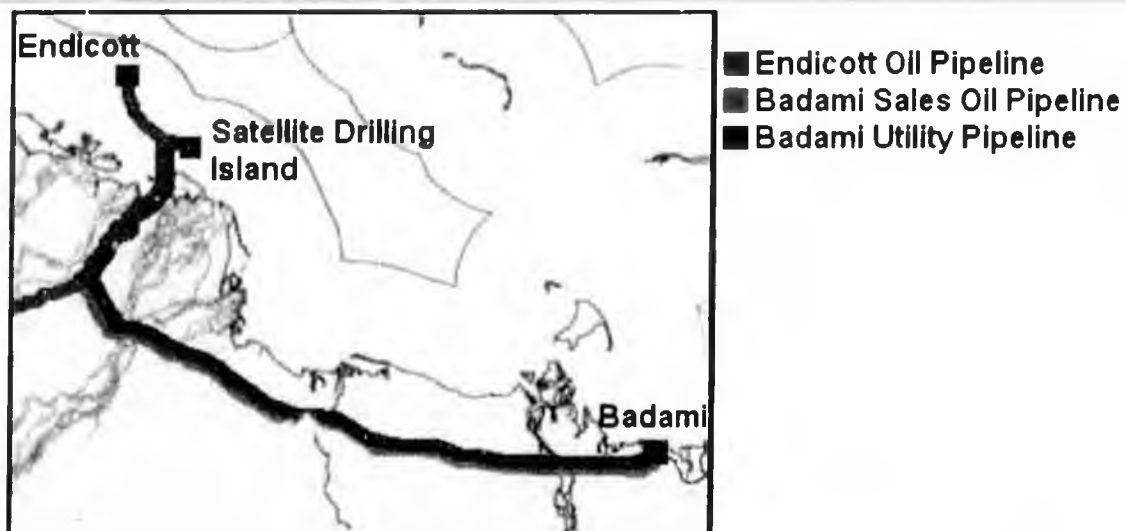 Endicott
Satellite Drilling
Island
Badami
Endicott Oil Pipeline
Badami Sales Oil Pipeline
Badami Utility Pipeline